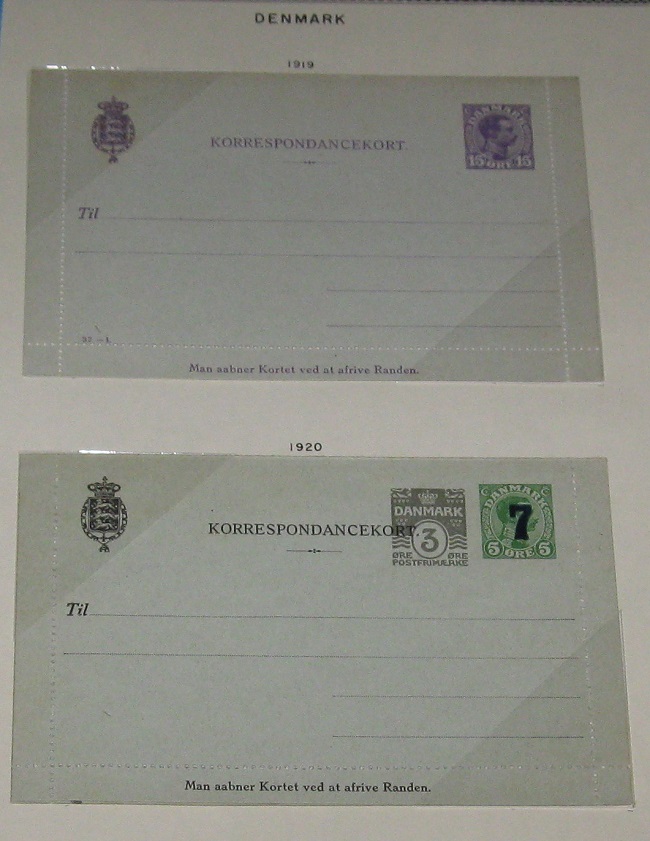 DENMARK
1919
KORRESPONDANCEKORT.
DANMARK
15 ØRE 15
Til
Man aabner Kortet ved at afrive Randen.
1920
KORRESPONDANCEKORT.
DANMARK
3
ØRE ØRE
POSTFRIMÆRKE
DANMARK
7
5 ØRE 5
Til
Man aabner Kortet ved at afrive Randen.